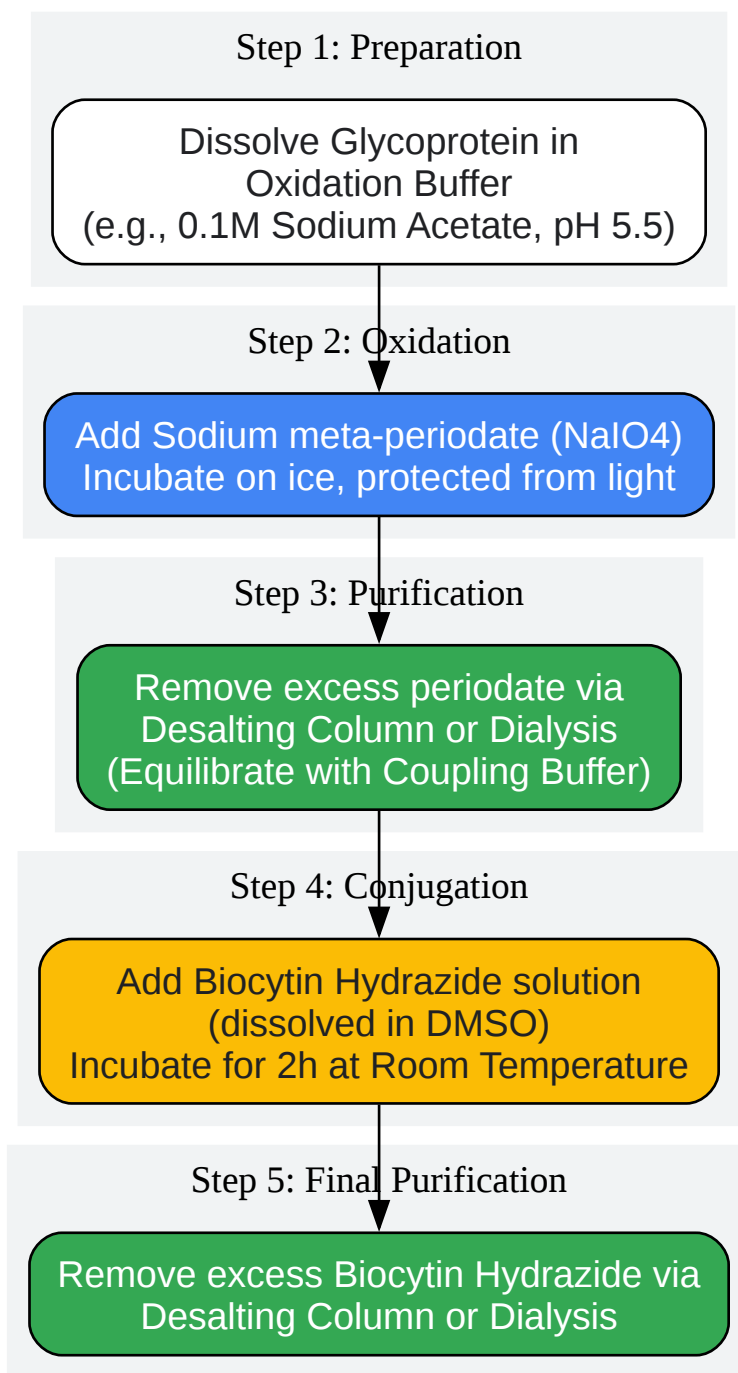 Step 1: Preparation
Dissolve Glycoprotein in
Oxidation Buffer
(e.g., 0.1M Sodium Acetate, pH 5.5)
Step 2: Oxidation
Add Sodium meta-periodate (NaIO4)
Incubate on ice, protected from light
Step 3: Purification
Remove excess periodate via
Desalting Column or Dialysis
(Equilibrate with Coupling Buffer)
Step 4: Conjugation
Add Biocytin Hydrazide solution
(dissolved in DMSO)
Incubate for 2h at Room Temperature
Step 5: Final Purification
Remove excess Biocytin Hydrazide via
Desalting Column or Dialysis